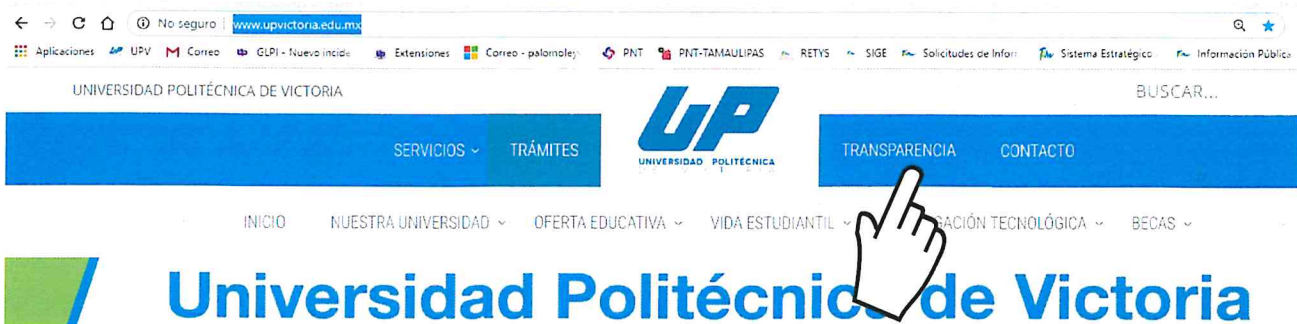 No seguro www.upvictoria.edu.mx
Aplicaciones UPV Correo GLPI - Nuevo incide Extensiones Correo - palomoley PNT PNT-TAMAULIPAS RETYS SIGE Solicitudes de Infor Sistema Estratégico Información Pública
UNIVERSIDAD POLITÉCNICA DE VICTORIA BUSCAR...
SERVICIOS TRÁMITES UP UNIVERSIDAD POLITÉCNICA TRANSPARENCIA CONTACTO
INICIO NUESTRA UNIVERSIDAD OFERTA EDUCATIVA VIDA ESTUDIANTIL GACIÓN TECNOLÓGICA BECAS
Universidad Politécnica de Victoria